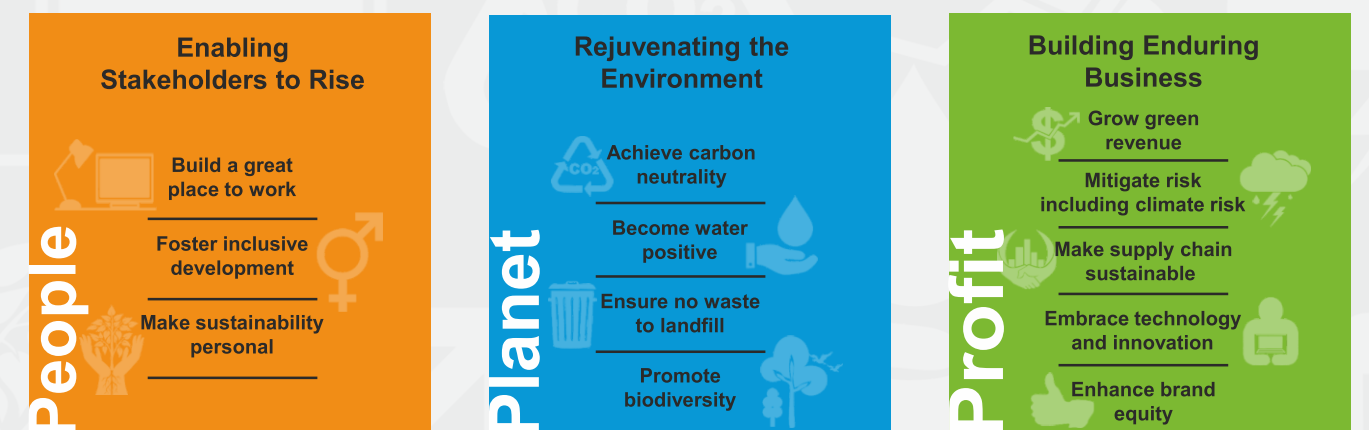 Enabling
Stakeholders to Rise
Build a great
place to work
Foster inclusive
development
Make sustainability
personal
People
Rejuvenating the
Environment
CO2
Achieve carbon
neutrality
Become water
positive
Ensure no waste
to landfill
Promote
biodiversity
Planet
Building Enduring
Business
$
Grow green
revenue
Mitigate risk
including climate risk
Make supply chain
sustainable
Embrace technology
and innovation
Enhance brand
equity
Profit